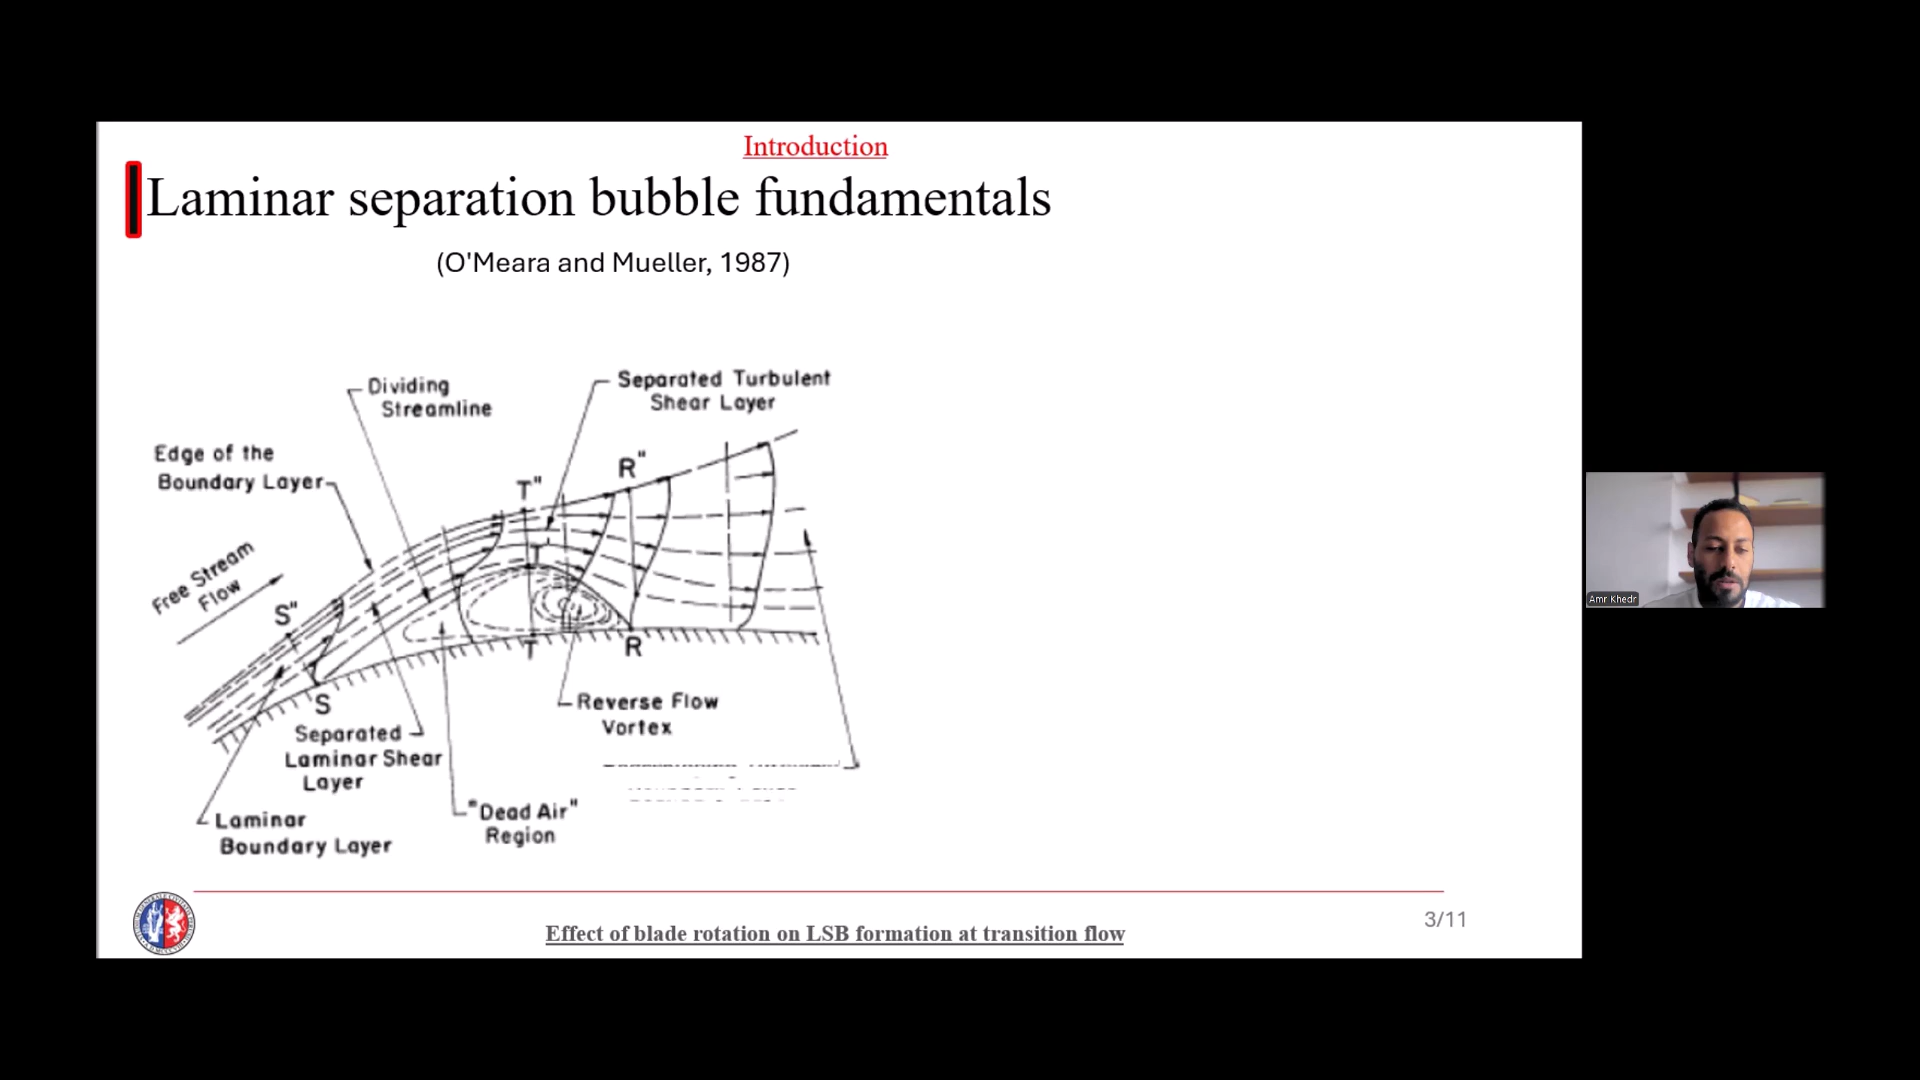 Introduction
Laminar separation bubble fundamentals
(O'Meara and Mueller, 1987)
Dividing
Streamline
Separated Turbulent
Shear Layer
Edge of the
Boundary Layer
R"
T"
Free Stream
Flow
T'
S"
T
R
S
Reverse Flow
Vortex
Separated
Laminar Shear
Layer
"Dead Air"
Region
Laminar
Boundary Layer
Amr Khedr
3/11
Effect of blade rotation on LSB formation at transition flow